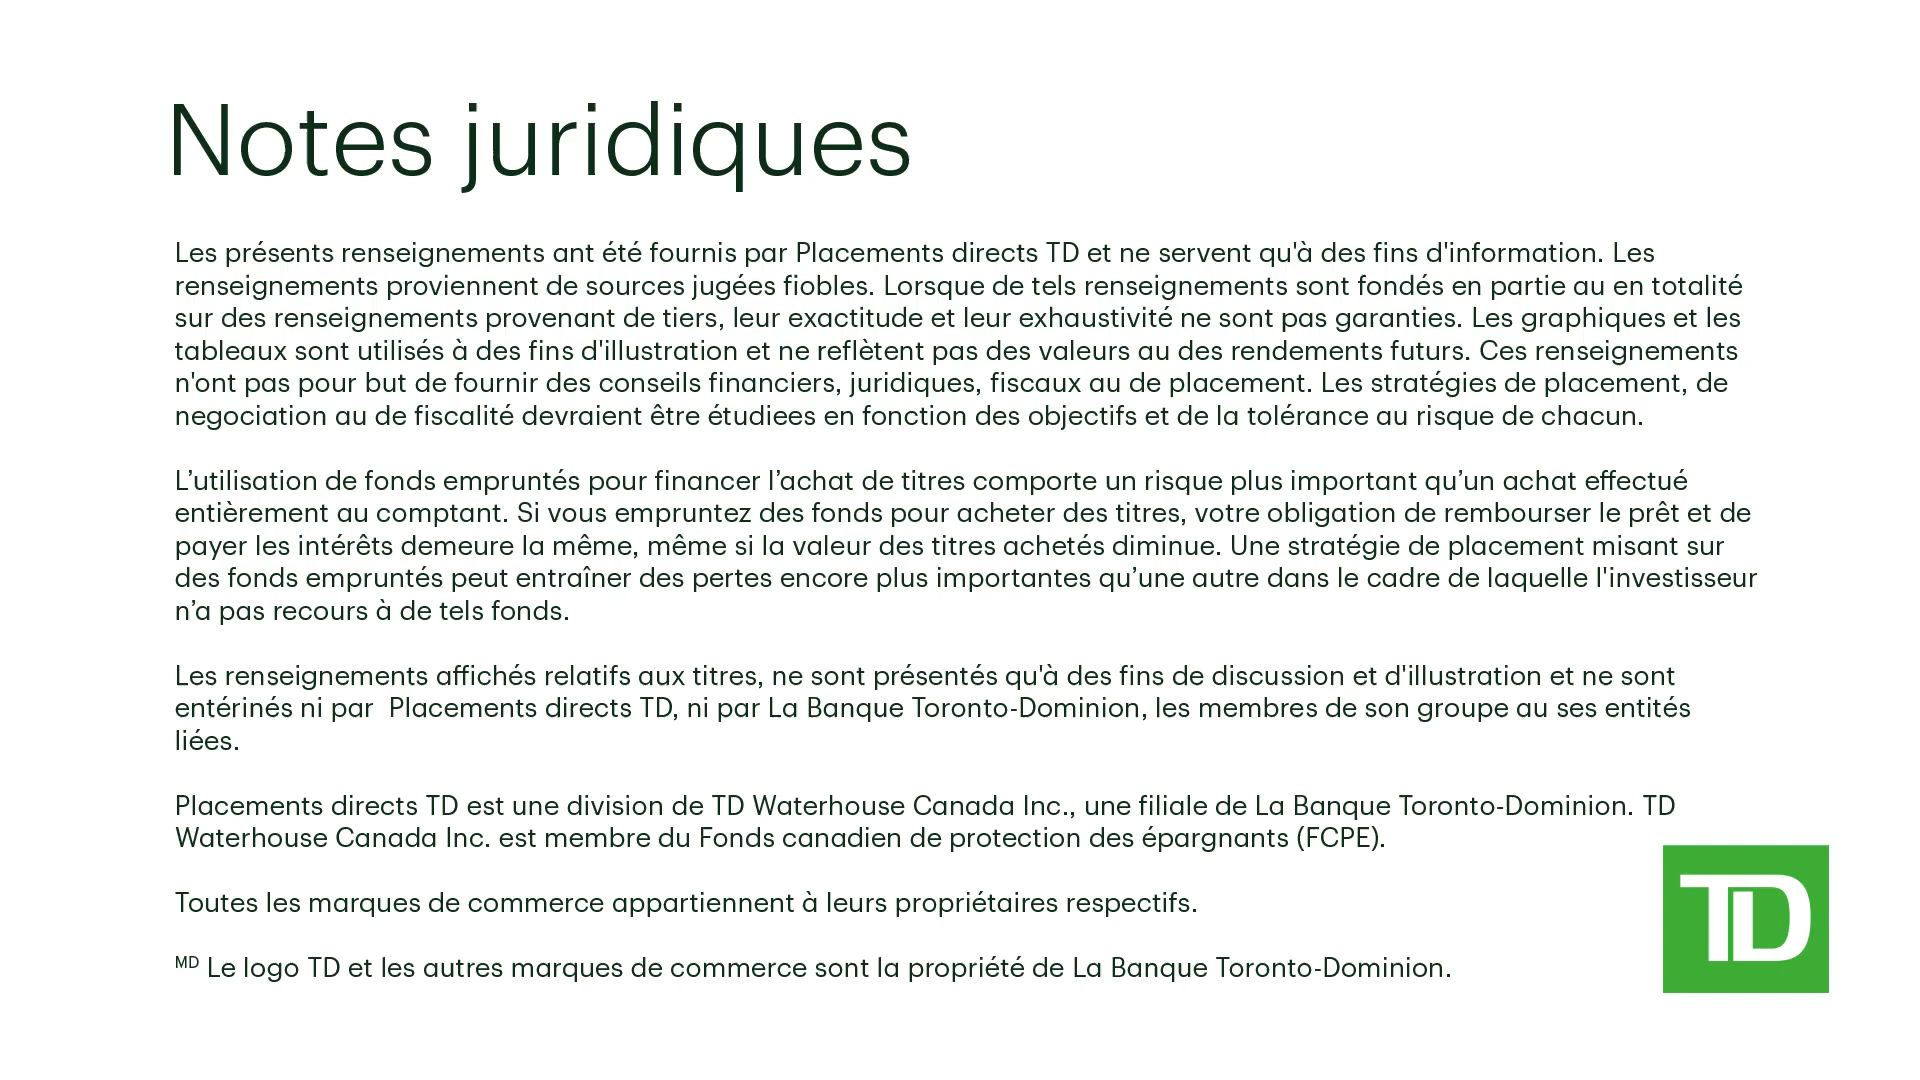 Notes juridiques
Les présents renseignements ant été fournis par Placements directs TD et ne servent qu'à des fins d'information. Les
renseignements proviennent de sources jugées fiobles. Lorsque de tels renseignements sont fondés en partie au en totalité
sur des renseignements provenant de tiers, leur exactitude et leur exhaustivité ne sont pas garanties. Les graphiques et les
tableaux sont utilisés à des fins d'illustration et ne reflètent pas des valeurs au des rendements futurs. Ces renseignements
n'ont pas pour but de fournir des conseils financiers, juridiques, fiscaux au de placement. Les stratégies de placement, de
negociation au de fiscalité devraient être étudiees en fonction des objectifs et de la tolérance au risque de chacun.
L’utilisation de fonds empruntés pour financer l’achat de titres comporte un risque plus important qu’un achat effectué
entièrement au comptant. Si vous empruntez des fonds pour acheter des titres, votre obligation de rembourser le prêt et de
payer les intérêts demeure la même, même si la valeur des titres achetés diminue. Une stratégie de placement misant sur
des fonds empruntés peut entraîner des pertes encore plus importantes qu’une autre dans le cadre de laquelle l'investisseur
n’a pas recours à de tels fonds.
Les renseignements affichés relatifs aux titres, ne sont présentés qu'à des fins de discussion et d'illustration et ne sont
entérinés ni par  Placements directs TD, ni par La Banque Toronto-Dominion, les membres de son groupe au ses entités
liées.
Placements directs TD est une division de TD Waterhouse Canada Inc., une filiale de La Banque Toronto-Dominion. TD
Waterhouse Canada Inc. est membre du Fonds canadien de protection des épargnants (FCPE).
Toutes les marques de commerce appartiennent à leurs propriétaires respectifs.
MD Le logo TD et les autres marques de commerce sont la propriété de La Banque Toronto-Dominion.
TD